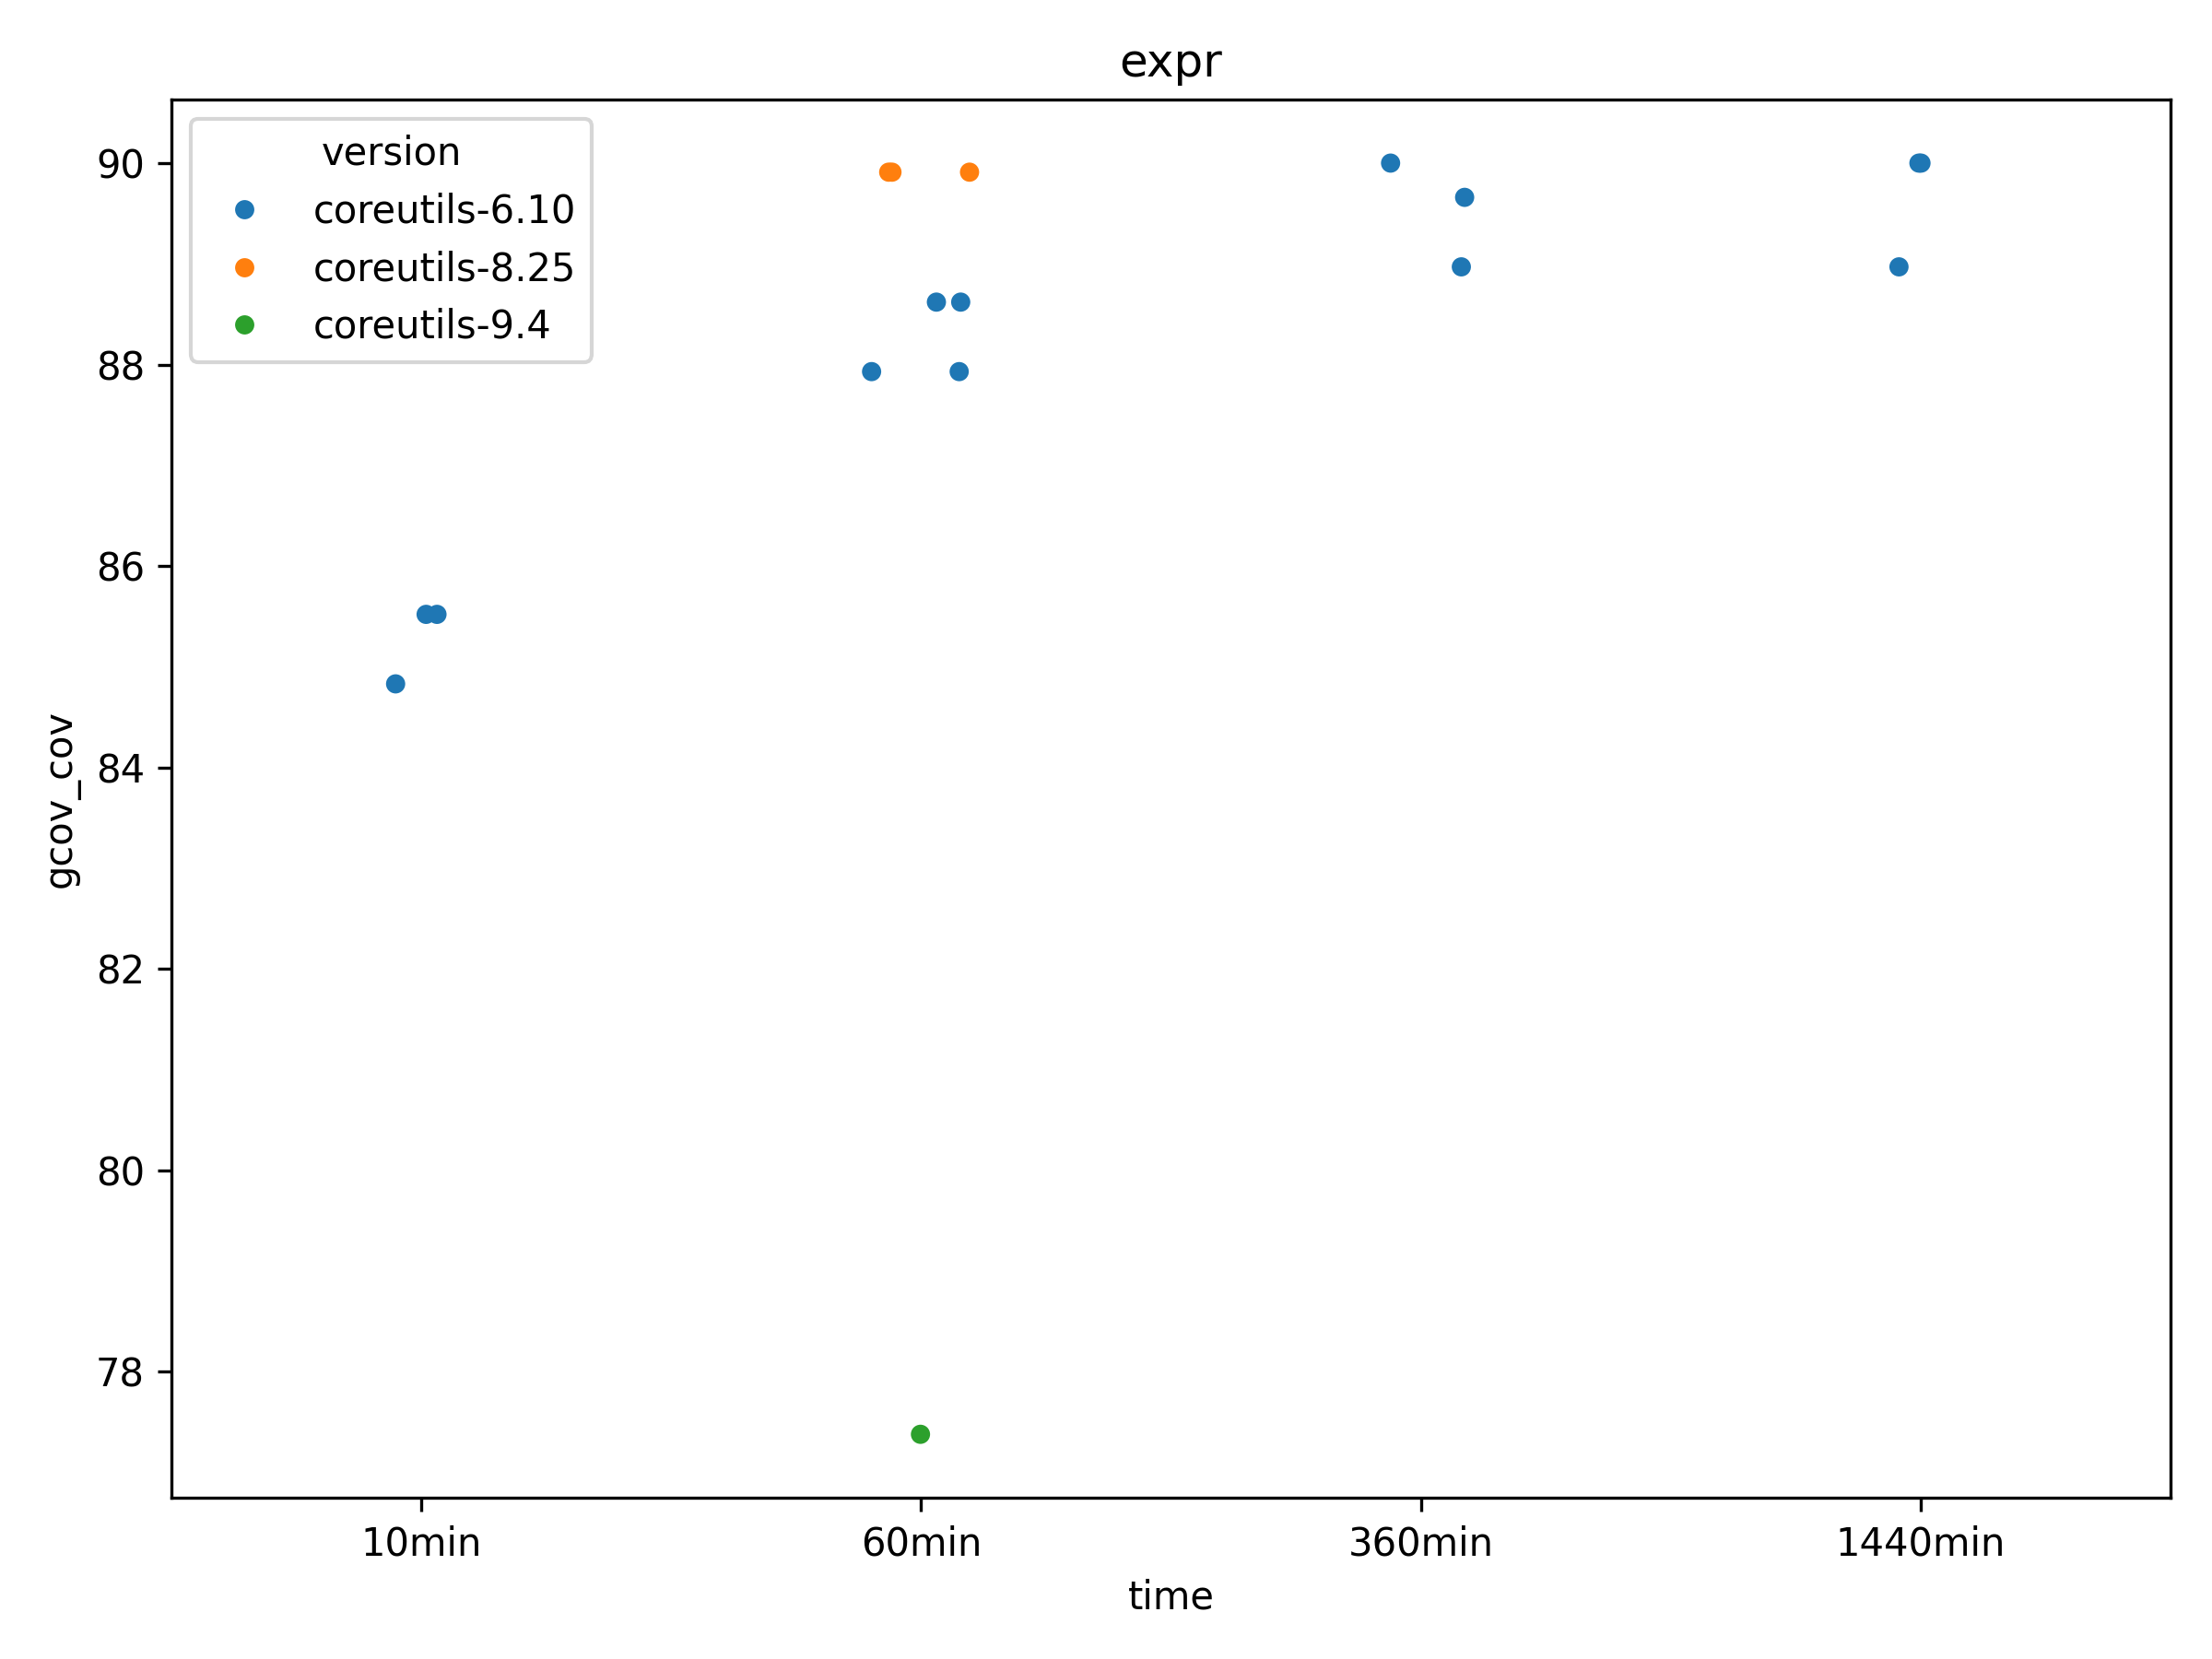 expr
version
coreutils-6.10
coreutils-8.25
coreutils-9.4
gcov_cov
90
88
86
84
82
80
78
10min 60min 360min 1440min
time